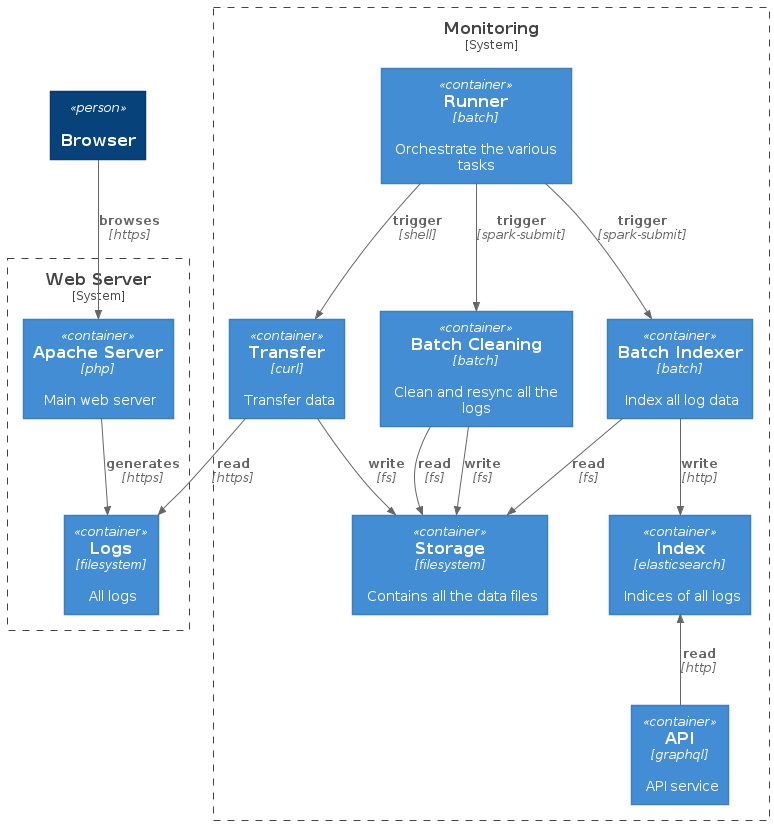 Monitoring
[System]
«container»
Runner
[batch]
Orchestrate the various
tasks
«person»
Browser
browses
[https]
trigger
[shell]
trigger
[spark-submit]
trigger
[spark-submit]
Web Server
[System]
«container»
Apache Server
[php]
Main web server
«container»
Transfer
[curl]
Transfer data
«container»
Batch Cleaning
[batch]
Clean and resync all the
logs
«container»
Batch Indexer
[batch]
Index all log data
generates
[https]
read
[https]
write
[fs]
read
[fs]
write
[fs]
read
[fs]
write
[http]
«container»
Logs
[filesystem]
All logs
«container»
Storage
[filesystem]
Contains all the data files
«container»
Index
[elasticsearch]
Indices of all logs
read
[http]
«container»
API
[graphql]
API service